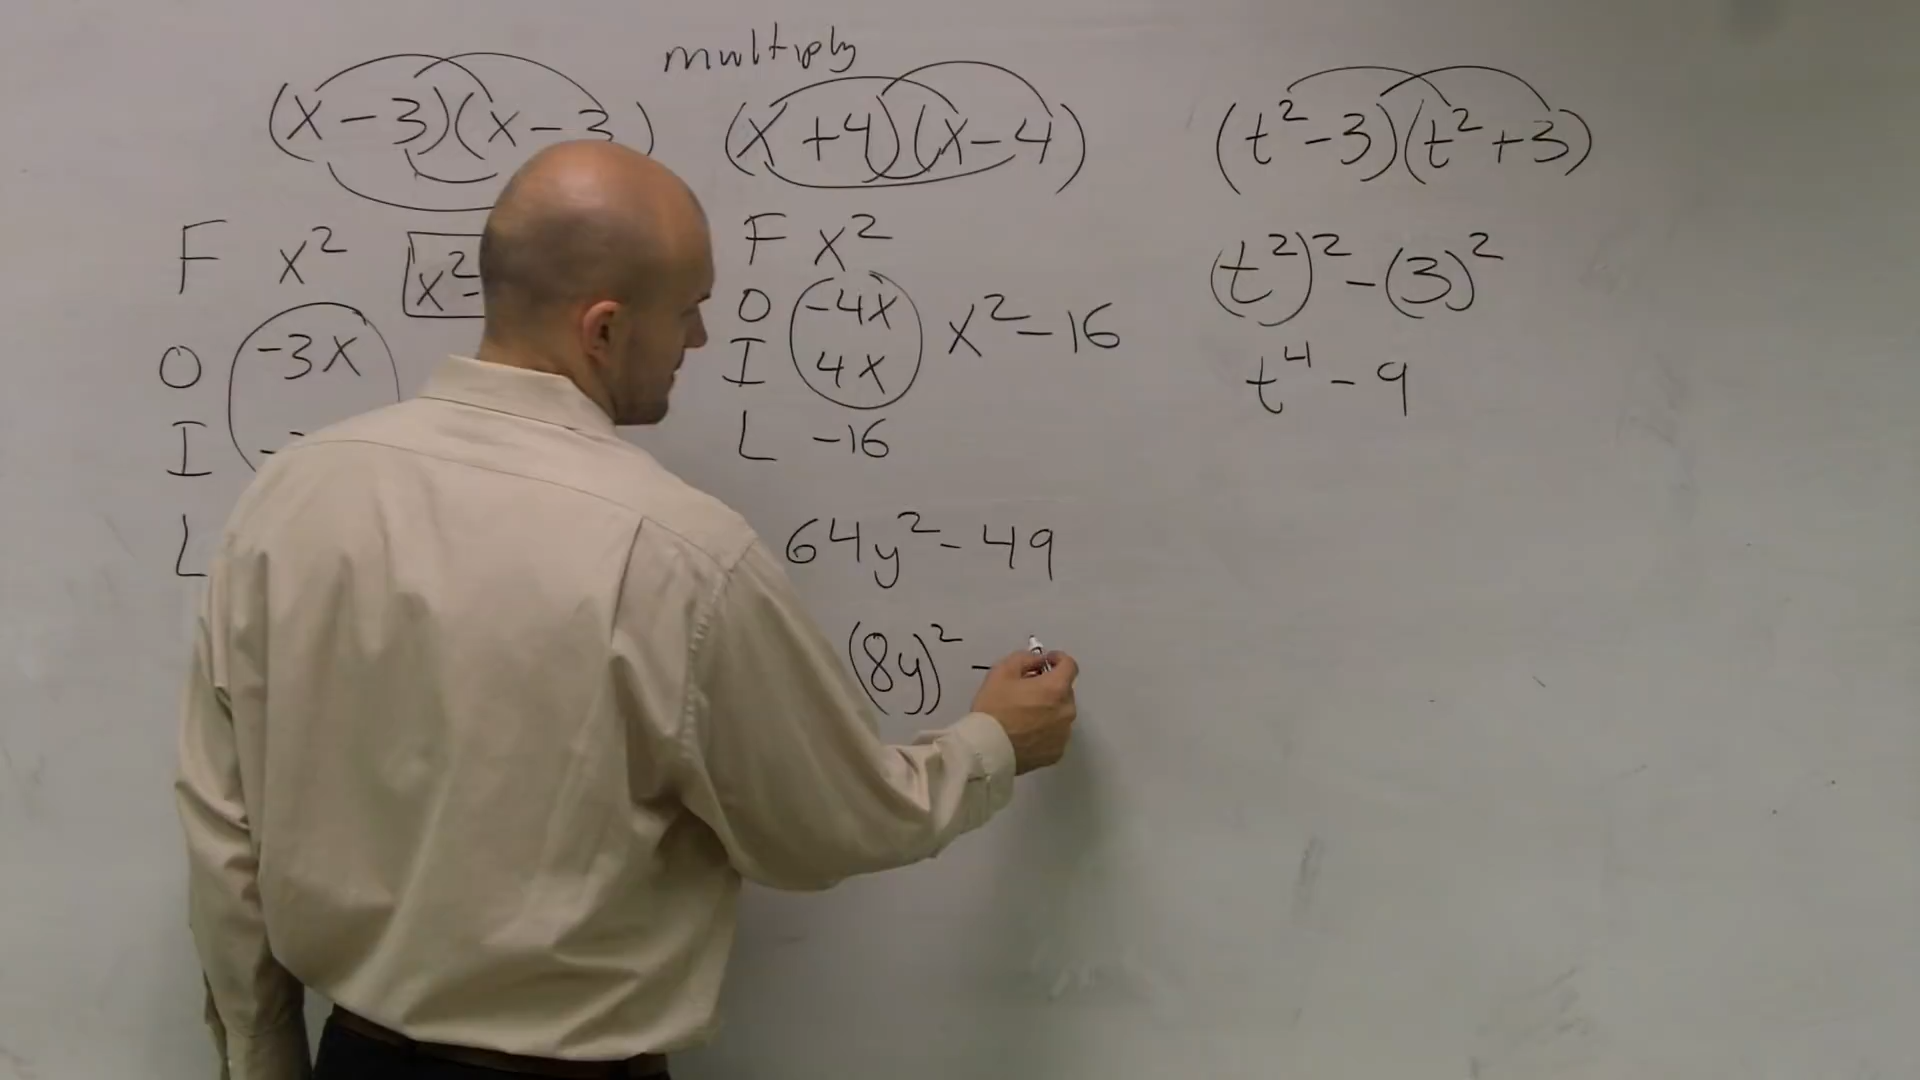 multiply
(x-3)(x-3)
F x²
x²-
O -3x
I -
L
(x+4)(x-4)
F x²
O -4x
I 4x
x²-16
L -16
64y²-49
(8y)²-
(t²-3)(t²+3)
(t²)²-(3)²
t⁴-9